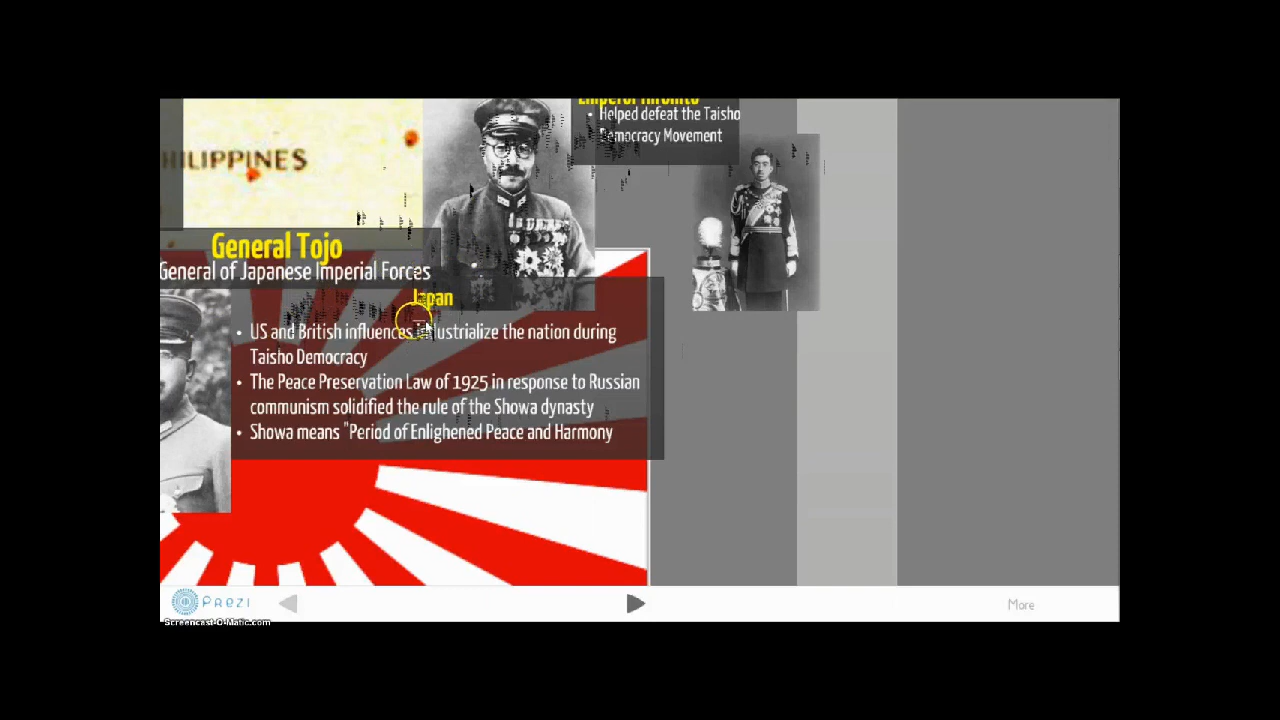 Emperor Hirohito
• Helped defeat the Taisho
Democracy Movement
HILIPPINES
General Tojo
General of Japanese Imperial Forces
Japan
• US and British influences industrialize the nation during
Taisho Democracy
• The Peace Preservation Law of 1925 in response to Russian
communism solidified the rule of the Showa dynasty
• Showa means "Period of Enlighened Peace and Harmony
Prezi
More
Screencast-O-Matic.com